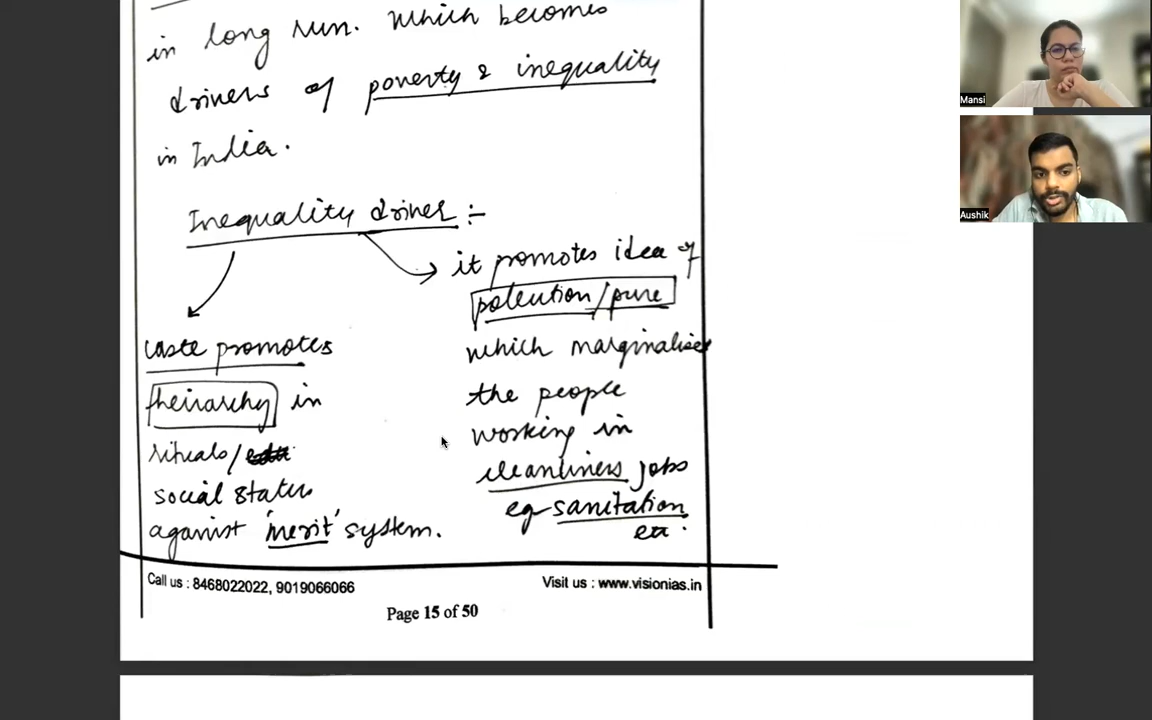 in long run. Which becomes
drivers of poverty & inequality
in India.
Inequality driver :-
it promotes idea of
poleution/pure
which marginalises
the people
working in
cleanliness jobs
eg sanitation
etc.
caste promotes
heirarchy in
rituals/
social status
against 'merit' system.
Call us : 8468022022, 9019066066
Visit us : www.visionias.in
Page 15 of 50
Mansi
Aushik